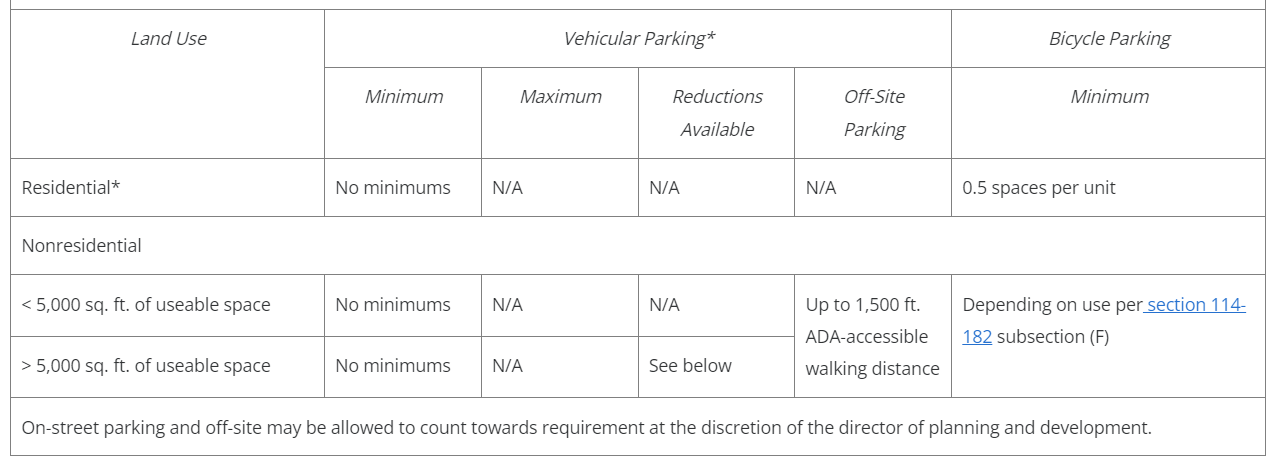 Land Use
Vehicular Parking*
Bicycle Parking
Minimum
Maximum
Reductions
Available
Off-Site
Parking
Minimum
Residential*
No minimums
N/A
N/A
N/A
0.5 spaces per unit
Nonresidential
< 5,000 sq. ft. of useable space
No minimums
N/A
N/A
Up to 1,500 ft.
ADA-accessible
walking distance
Depending on use per section 114-
182 subsection (F)
> 5,000 sq. ft. of useable space
No minimums
N/A
See below
On-street parking and off-site may be allowed to count towards requirement at the discretion of the director of planning and development.